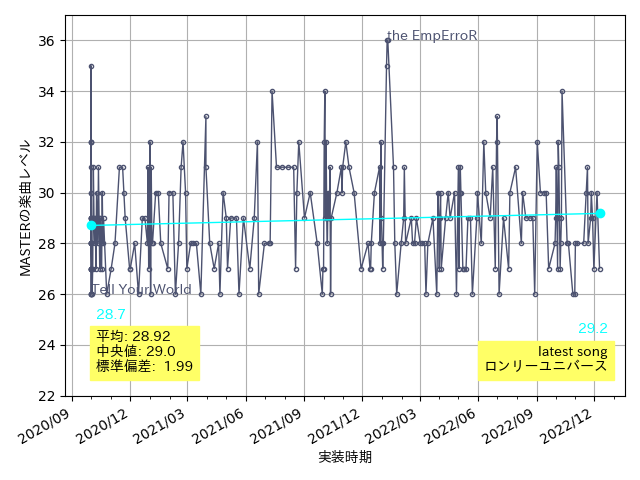 36
34
32
30
28
26
24
22
MASTERの楽曲レベル
the EmpErroR
Tell Your World
28.7
29.2
平均: 28.92
中央値: 29.0
標準偏差: 1.99
latest song
ロンリーユニバース
2020/09
2020/12
2021/03
2021/06
2021/09
2021/12
2022/03
2022/06
2022/09
2022/12
実装時期